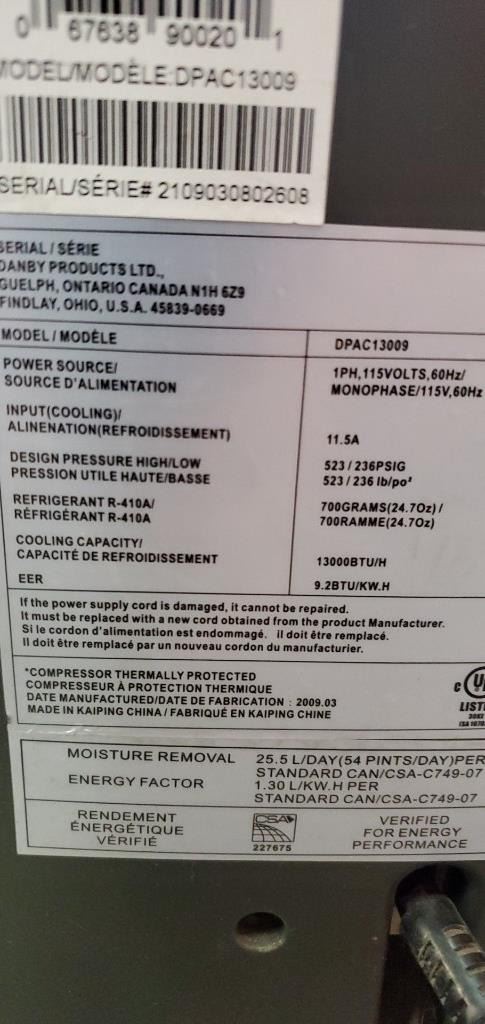 0 67638 90020 1
MODEL/MODÈLE:DPAC13009
SERIAL/SÉRIE# 2109030802608
SERIAL / SÉRIE
DANBY PRODUCTS LTD.,
GUELPH, ONTARIO CANADA N1H 6Z9
FINDLAY, OHIO, U.S.A. 45839-0669
MODEL / MODÈLE DPAC13009
POWER SOURCE/ 1PH,115VOLTS,60Hz/
SOURCE D'ALIMENTATION MONOPHASE/115V,60Hz
INPUT(COOLING)/
ALINENATION(REFROIDISSEMENT) 11.5A
DESIGN PRESSURE HIGH/LOW 523 / 236PSIG
PRESSION UTILE HAUTE/BASSE 523 / 236 lb/po²
REFRIGERANT R-410A/ 700GRAMS(24.7Oz) /
RÉFRIGÉRANT R-410A 700RAMME(24.7Oz)
COOLING CAPACITY/
CAPACITÉ DE REFROIDISSEMENT 13000BTU/H
EER 9.2BTU/KW.H
If the power supply cord is damaged, it cannot be repaired.
It must be replaced with a new cord obtained from the product Manufacturer.
Si le cordon d'alimentation est endommagé. il doit être remplacé.
Il doit être remplacé par un nouveau cordon du manufacturier.
*COMPRESSOR THERMALLY PROTECTED
COMPRESSEUR À PROTECTION THERMIQUE
DATE MANUFACTURED/DATE DE FABRICATION : 2009.03
MADE IN KAIPING CHINA / FABRIQUÉ EN KAIPING CHINE
c U
LIST
MOISTURE REMOVAL 25.5 L/DAY(54 PINTS/DAY)PER
STANDARD CAN/CSA-C749-07
ENERGY FACTOR 1.30 L/KW.H PER
STANDARD CAN/CSA-C749-07
RENDEMENT
ÉNERGÉTIQUE
VÉRIFIÉ
CSA
227675
VERIFIED
FOR ENERGY
PERFORMANCE